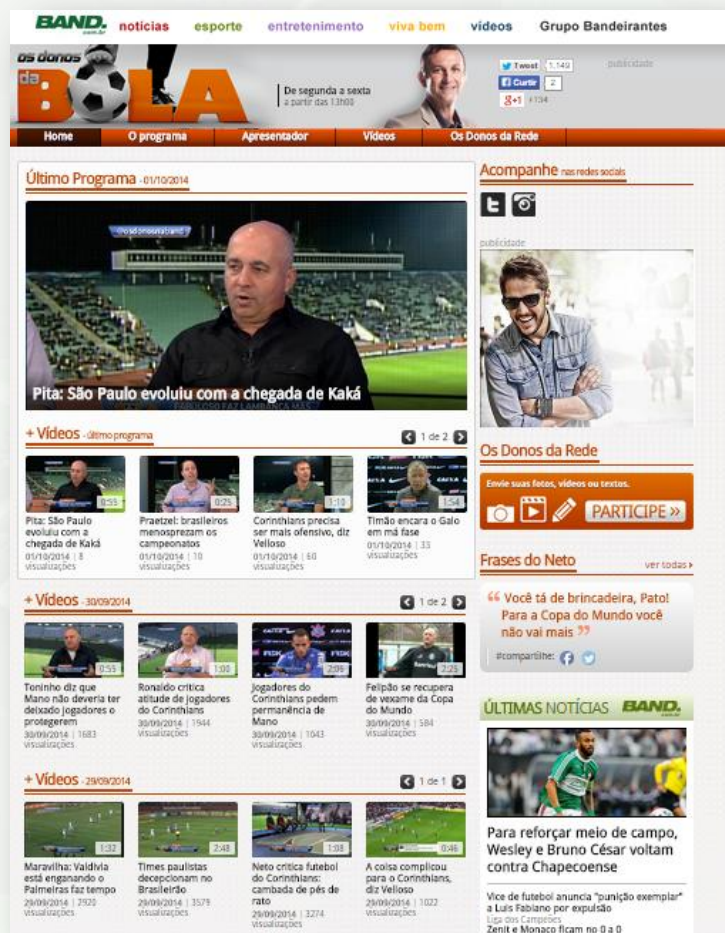 BAND.
com.br
notícias esporte entretenimento viva bem vídeos Grupo Bandeirantes
os donos
da
BOLA
De segunda a sexta
a partir das 13h00
Tweet 1,149
Curtir 2
g+1 +134
publicidade
Home O programa Apresentador Vídeos Os Donos da Rede
Último Programa - 01/10/2014
@osdonosnaband
Pita: São Paulo evoluiu com a chegada de Kaká
+ Vídeos - último programa
1 de 2
0:55 0:25 1:10 1:54
Pita: São Paulo evoluiu com a chegada de Kaká
01/10/2014 | 8 visualizações
Praetzel: brasileiros menosprezam os campeonatos
01/10/2014 | 10 visualizações
Corinthians precisa ser mais ofensivo, diz Velloso
01/10/2014 | 60 visualizações
Timão encara o Galo em má fase
01/10/2014 | 33 visualizações
+ Vídeos - 30/09/2014
1 de 2
0:55 1:00 2:09 2:25
Toninho diz que Mano não deveria ter deixado jogadores o protegerem
30/09/2014 | 1683 visualizações
Ronaldo critica atitude de jogadores do Corinthians
30/09/2014 | 1944 visualizações
Jogadores do Corinthians pedem permanência de Mano
30/09/2014 | 1043 visualizações
Felipão se recupera de vexame da Copa do Mundo
30/09/2014 | 584 visualizações
+ Vídeos - 29/09/2014
1 de 1
1:32 2:48 1:08 0:46
Maravilha: Valdivia está enganando o Palmeiras faz tempo
29/09/2014 | 2920 visualizações
Times paulistas decepcionam no Brasileirão
29/09/2014 | 3579 visualizações
Neto critica futebol do Corinthians: cambada de pés de rato
29/09/2014 | 3274 visualizações
A coisa complicou para o Corinthians, diz Velloso
29/09/2014 | 1022 visualizações
Acompanhe nas redes sociais
publicidade
Os Donos da Rede
Envie suas fotos, vídeos ou textos.
PARTICIPE »
Frases do Neto
ver todas
“ Você tá de brincadeira, Pato!
Para a Copa do Mundo você
não vai mais ”
#compartilhe:
ÚLTIMAS NOTÍCIAS BAND.
com.br
Para reforçar meio de campo,
Wesley e Bruno César voltam
contra Chapecoense
Vice de futebol anuncia "punição exemplar"
a Luis Fabiano por expulsão
Liga dos Campeões
Zenit e Monaco ficam no 0 a 0